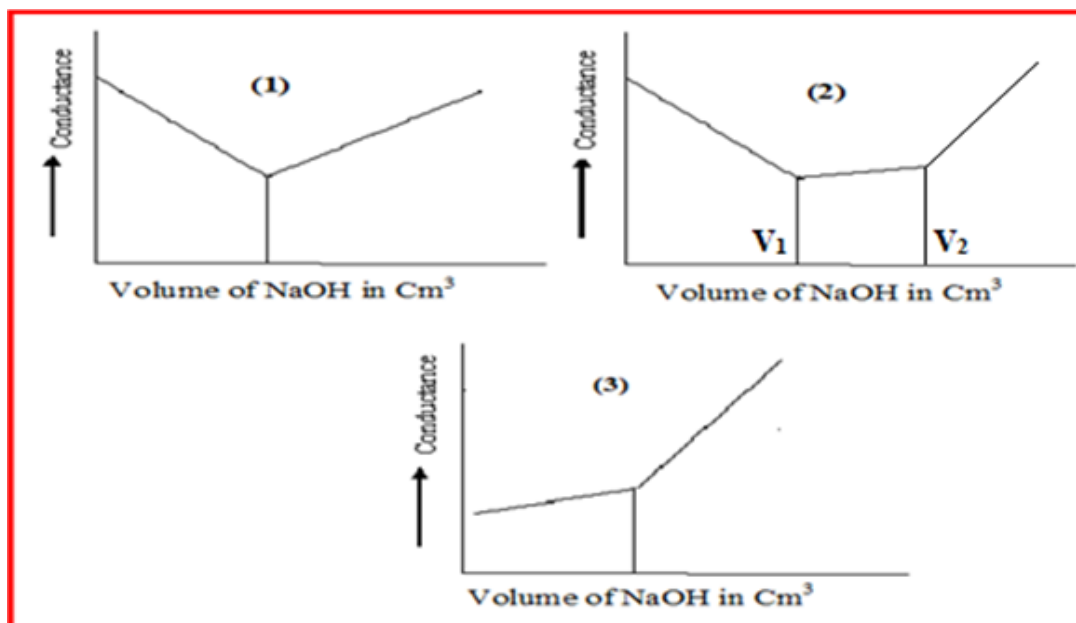 (1)
Conductance
Volume of NaOH in Cm³
(2)
Conductance
V₁
V₂
Volume of NaOH in Cm³
(3)
Conductance
Volume of NaOH in Cm³